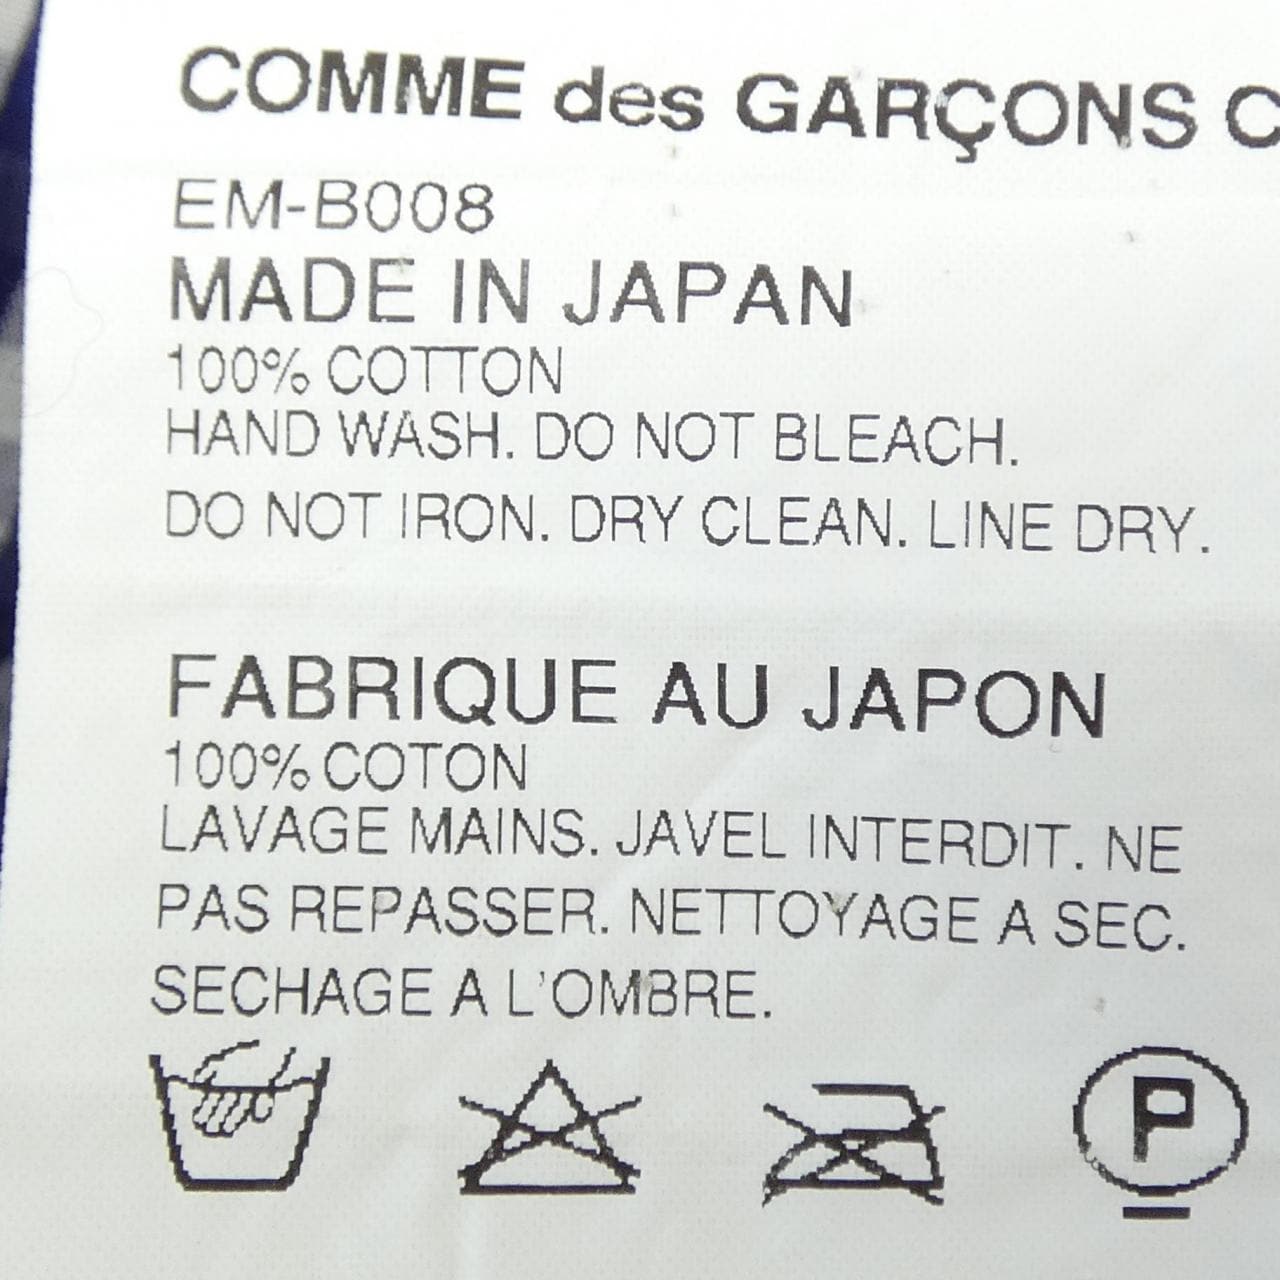 COMME des GARÇONS C
EM-B008
MADE IN JAPAN
100% COTTON
HAND WASH. DO NOT BLEACH.
DO NOT IRON. DRY CLEAN. LINE DRY.
FABRIQUE AU JAPON
100% COTON
LAVAGE MAINS. JAVEL INTERDIT. NE
PAS REPASSER. NETTOYAGE A SEC.
SECHAGE A L'OMBRE.
P